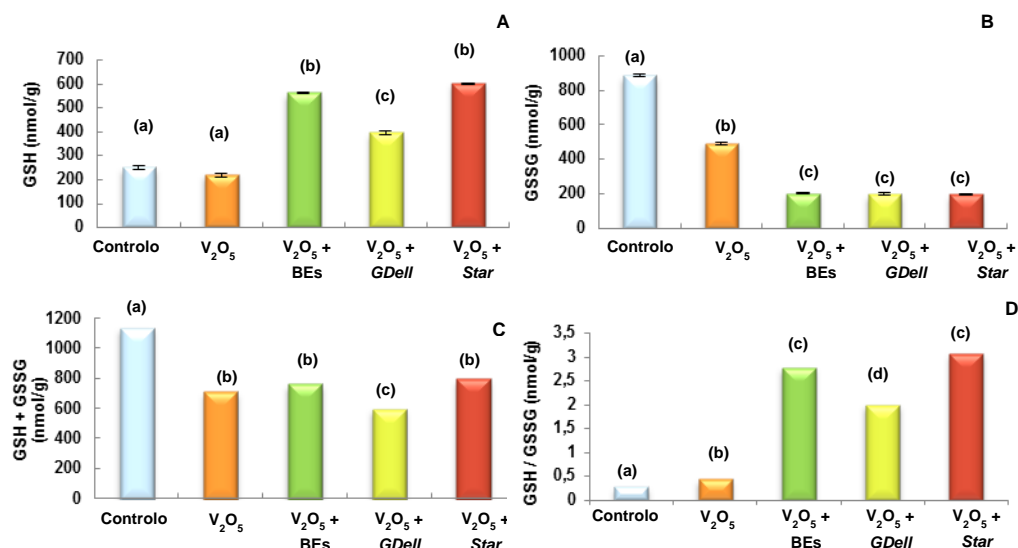 A
GSH (nmol/g)
700
600
500
400
300
200
100
0
(a)
(a)
(b)
(c)
(b)
Controlo
V2O5
V2O5 + BEs
V2O5 + GDell
V2O5 + Star
B
GSSG (nmol/g)
1000
800
600
400
200
0
(a)
(b)
(c)
(c)
(c)
Controlo
V2O5
V2O5 + BEs
V2O5 + GDell
V2O5 + Star
C
GSH + GSSG
(nmol/g)
1200
1000
800
600
400
200
0
(a)
(b)
(b)
(c)
(b)
Controlo
V2O5
V2O5 + BEs
V2O5 + GDell
V2O5 + Star
D
GSH / GSSG (nmol/g)
3,5
3
2,5
2
1,5
1
0,5
0
(a)
(b)
(c)
(d)
(c)
Controlo
V2O5
V2O5 + BEs
V2O5 + GDell
V2O5 + Star